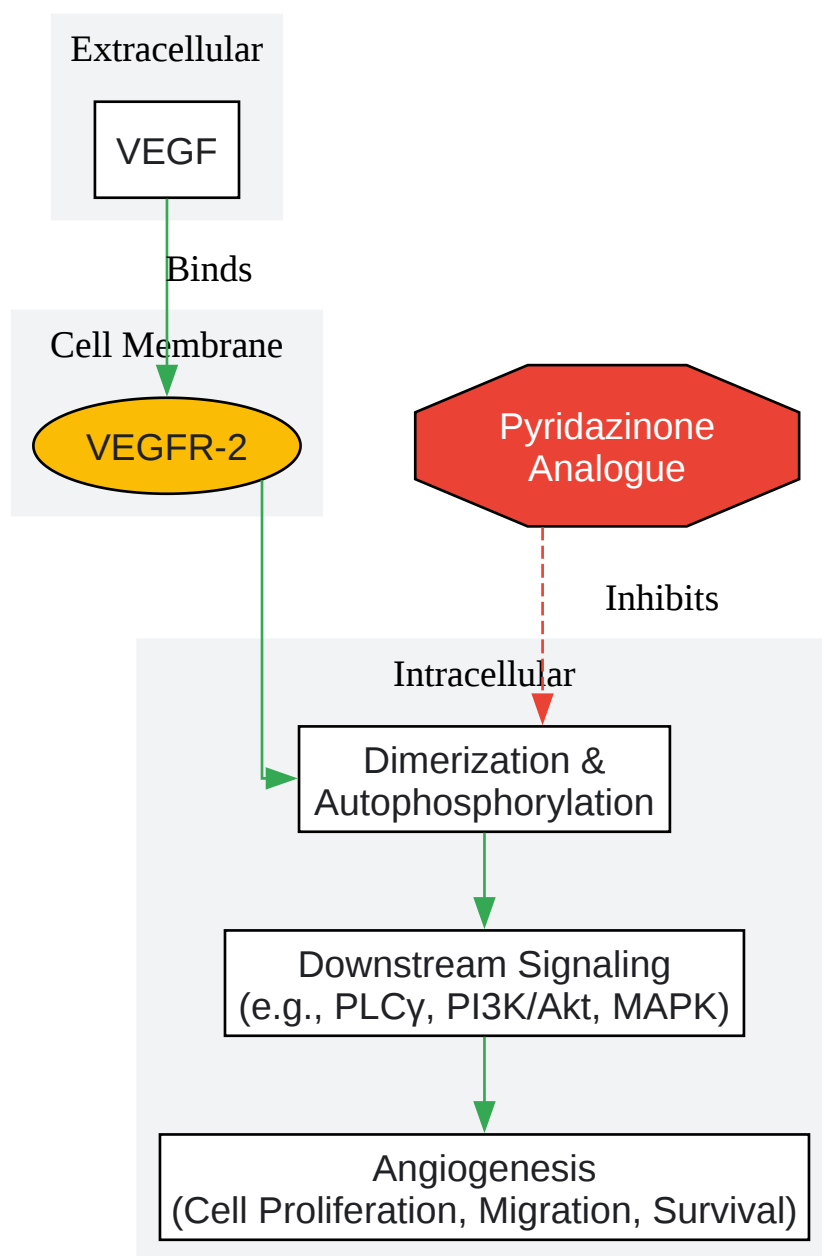 Extracellular
VEGF
Binds
Cell Membrane
VEGFR-2
Pyridazinone
Analogue
Inhibits
Intracellular
Dimerization &
Autophosphorylation
Downstream Signaling
(e.g., PLCγ, PI3K/Akt, MAPK)
Angiogenesis
(Cell Proliferation, Migration, Survival)